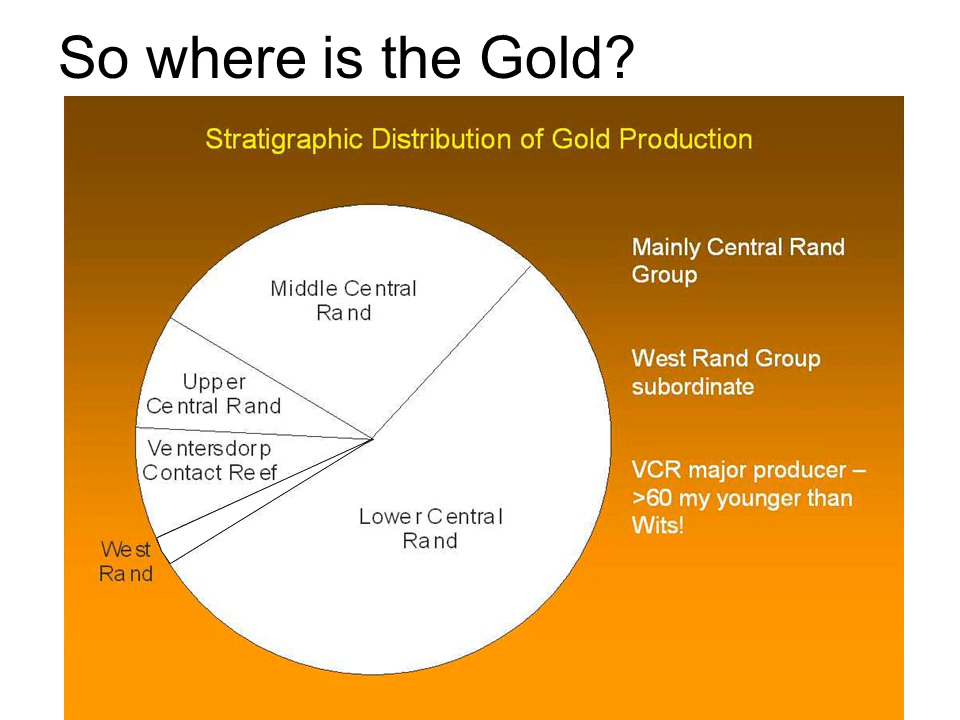 So where is the Gold?
Stratigraphic Distribution of Gold Production
Middle Central
Rand
Upper
Central Rand
Ventersdorp
Contact Reef
West
Rand
Lower Central
Rand
Mainly Central Rand
Group
West Rand Group
subordinate
VCR major producer –
>60 my younger than
Wits!